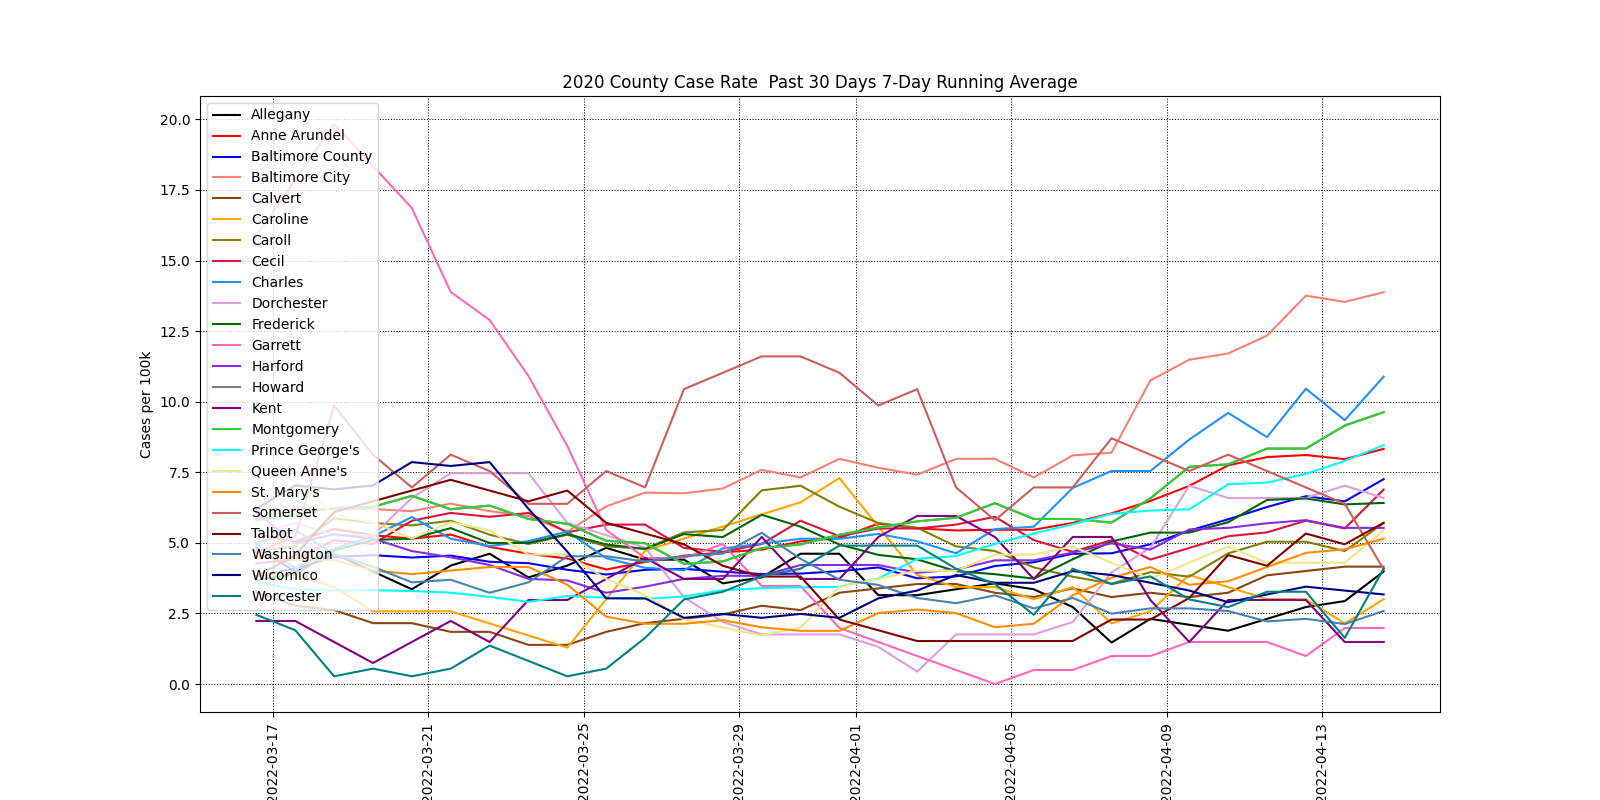 2020 County Case Rate  Past 30 Days 7-Day Running Average
Cases per 100k
20.0
17.5
15.0
12.5
10.0
7.5
5.0
2.5
0.0
Allegany
Anne Arundel
Baltimore County
Baltimore City
Calvert
Caroline
Caroll
Cecil
Charles
Dorchester
Frederick
Garrett
Harford
Howard
Kent
Montgomery
Prince George's
Queen Anne's
St. Mary's
Somerset
Talbot
Washington
Wicomico
Worcester
2022-03-17
2022-03-21
2022-03-25
2022-03-29
2022-04-01
2022-04-05
2022-04-09
2022-04-13